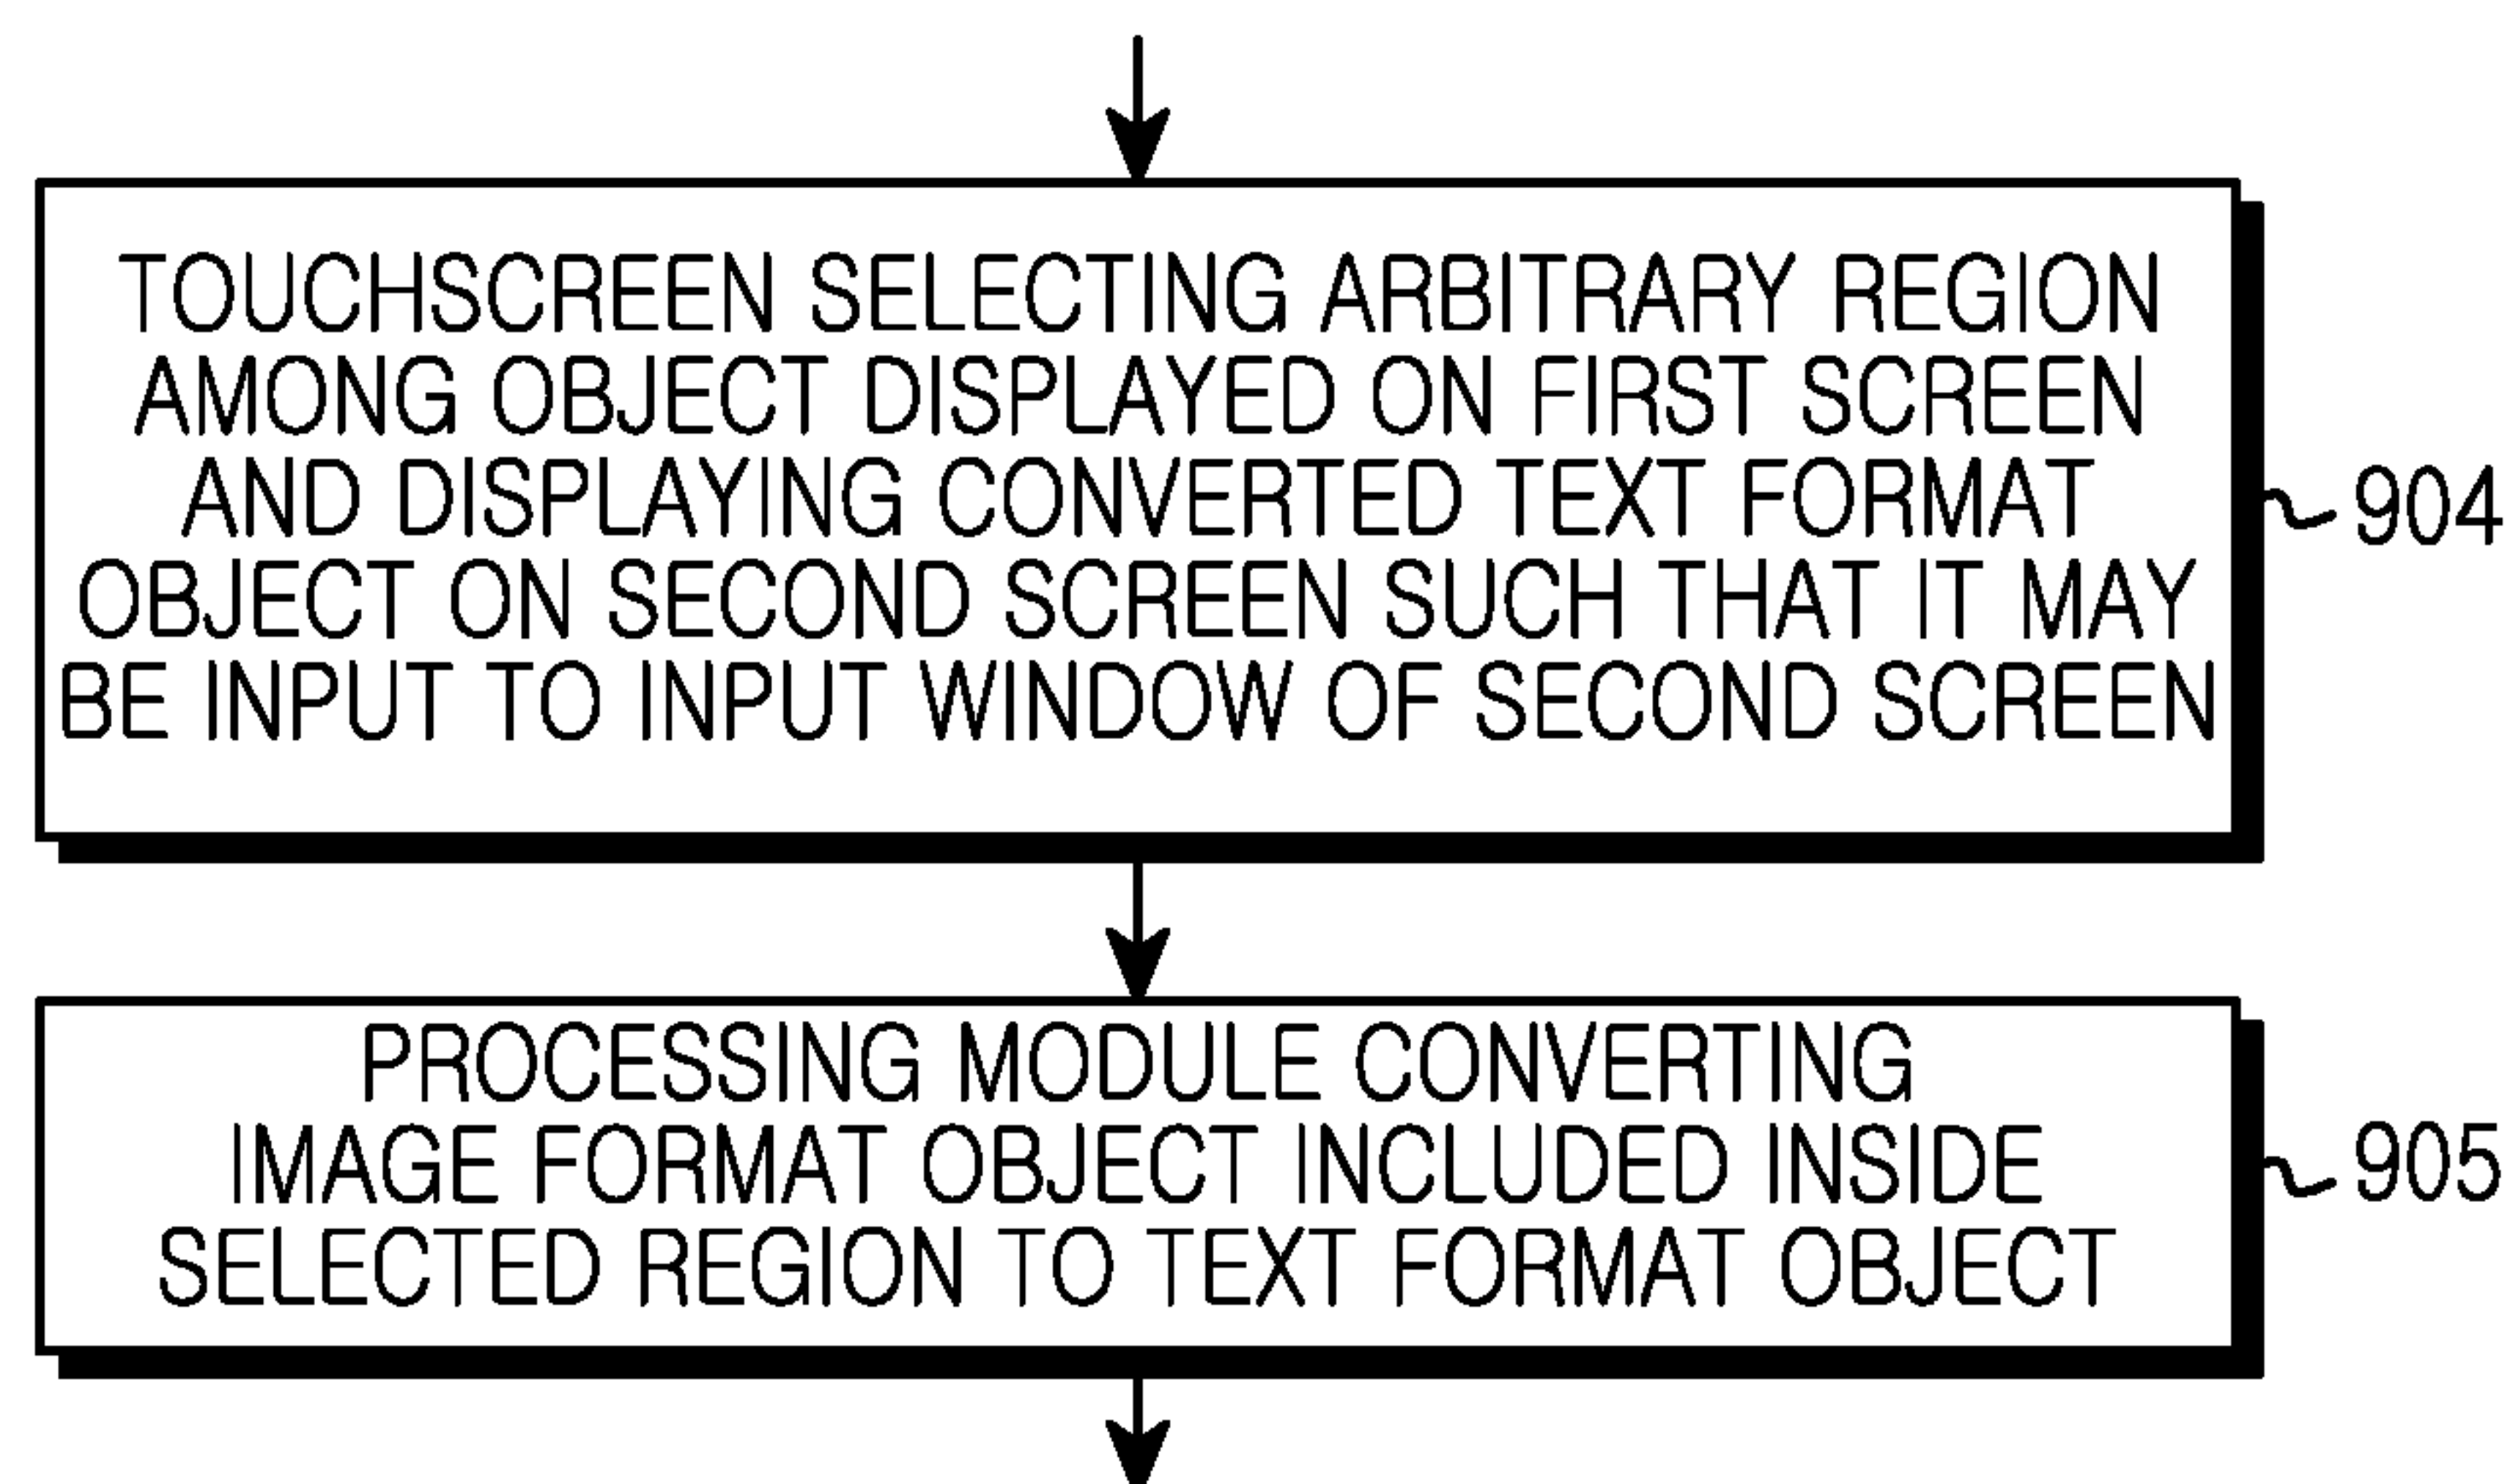 TOUCHSCREEN SELECTING ARBITRARY REGION
AMONG OBJECT DISPLAYED ON FIRST SCREEN
AND DISPLAYING CONVERTED TEXT FORMAT
OBJECT ON SECOND SCREEN SUCH THAT IT MAY
BE INPUT TO INPUT WINDOW OF SECOND SCREEN
904
PROCESSING MODULE CONVERTING
IMAGE FORMAT OBJECT INCLUDED INSIDE
SELECTED REGION TO TEXT FORMAT OBJECT
905